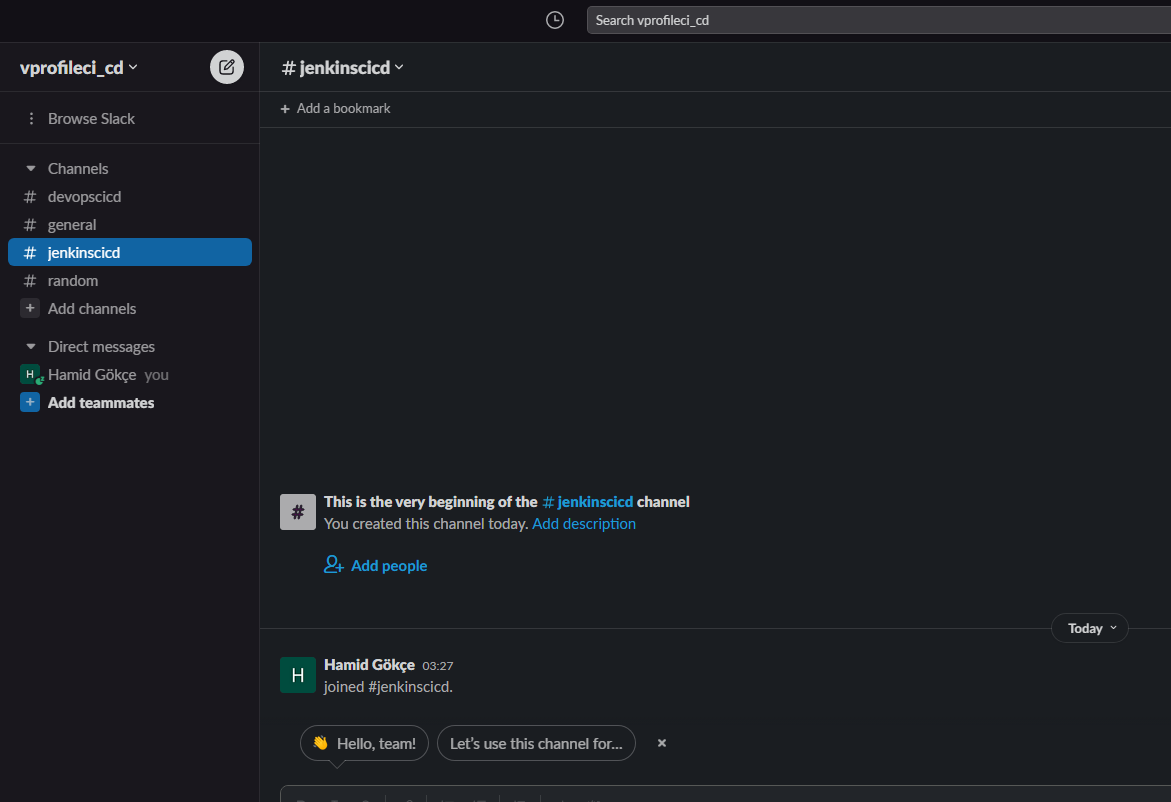 Search vprofileci_cd
vprofileci_cd
Browse Slack
Channels
# devopscicd
# general
# jenkinscicd
# random
+ Add channels
Direct messages
H Hamid Gökçe you
+ Add teammates
# jenkinscicd
+ Add a bookmark
# This is the very beginning of the # jenkinscicd channel
You created this channel today. Add description
Add people
Today
H Hamid Gökçe 03:27
joined #jenkinscicd.
👋 Hello, team! Let’s use this channel for... ×